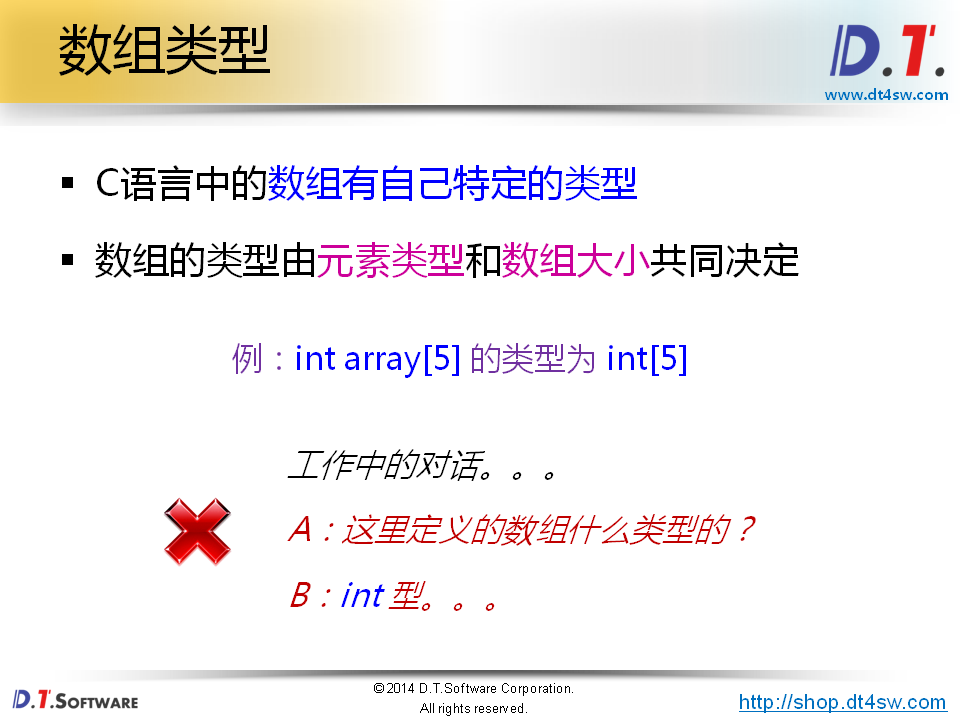 数组类型
D.T.
www.dt4sw.com
C语言中的数组有自己特定的类型
数组的类型由元素类型和数组大小共同决定
例：int array[5] 的类型为 int[5]
工作中的对话。。。
A：这里定义的数组什么类型的？
B：int 型。。。
D.T.SOFTWARE
©2014 D.T.Software Corporation.
All rights reserved.
http://shop.dt4sw.com